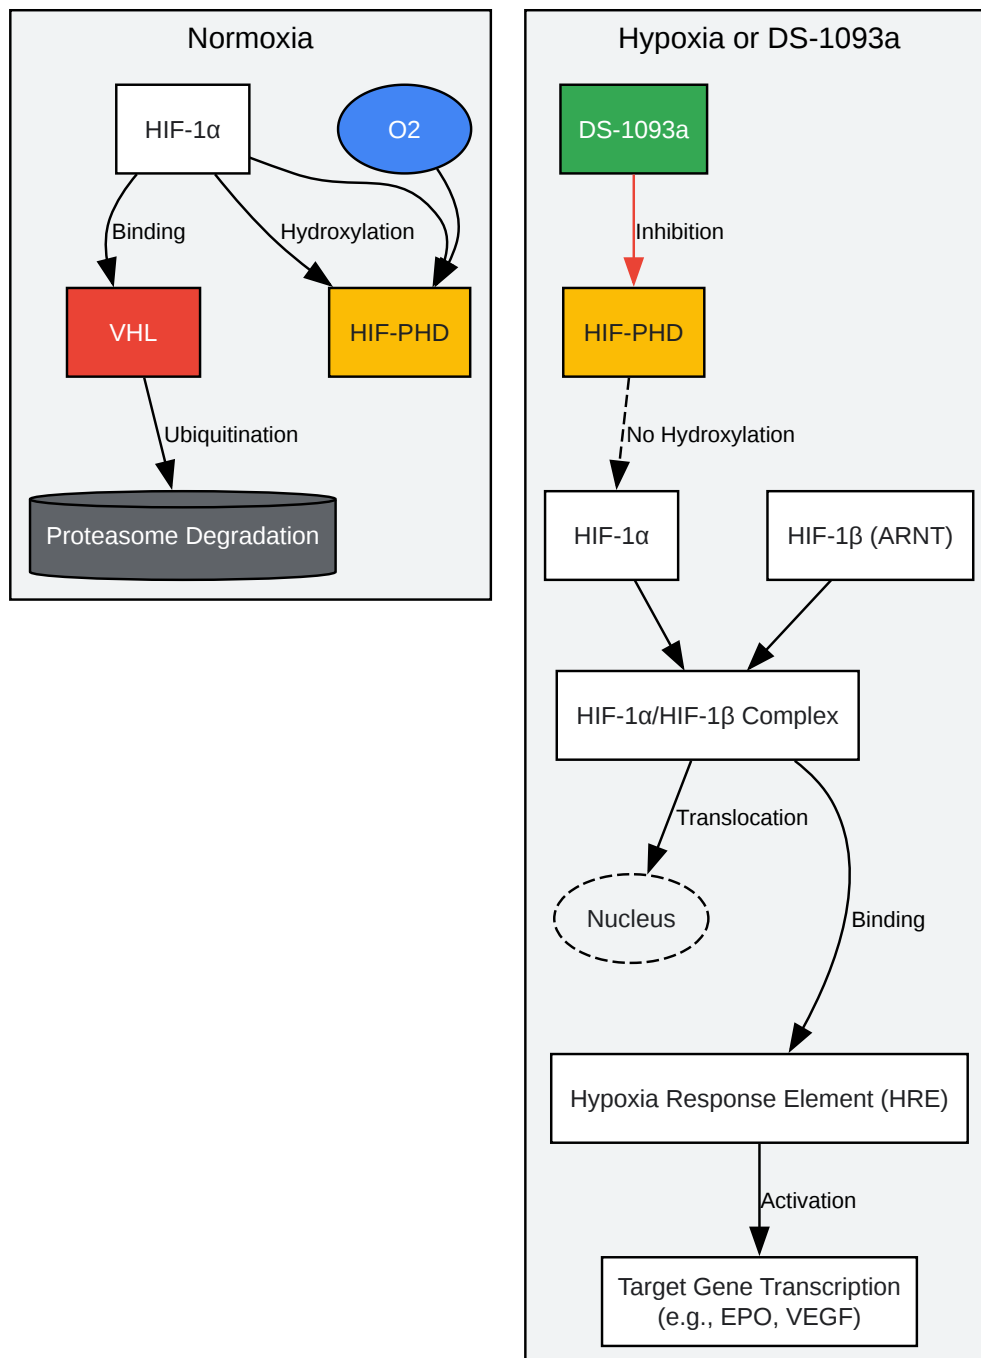 Normoxia
HIF-1α
O2
Binding
Hydroxylation
VHL
HIF-PHD
Ubiquitination
Proteasome Degradation
Hypoxia or DS-1093a
DS-1093a
Inhibition
HIF-PHD
No Hydroxylation
HIF-1α
HIF-1β (ARNT)
HIF-1α/HIF-1β Complex
Translocation
Nucleus
Binding
Hypoxia Response Element (HRE)
Activation
Target Gene Transcription
(e.g., EPO, VEGF)